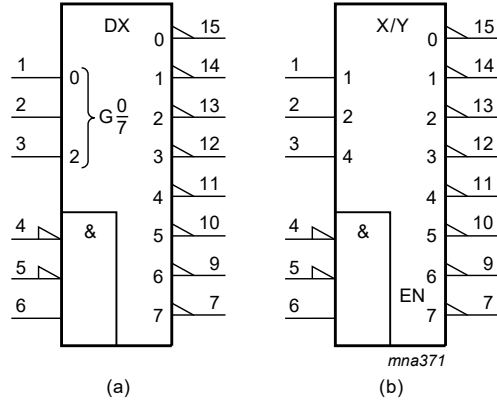 DX
X/Y
0 15
0 15
1 0 1 14
1 1 1 14
2 G 0/7 2 13
2 2 2 13
3 2 3 12
3 4 3 12
4 11
4 11
4 & 5 10
4 & 5 10
5 6 9
5 EN 6 9
6 7 7
6 7 7
mna371
(a)
(b)